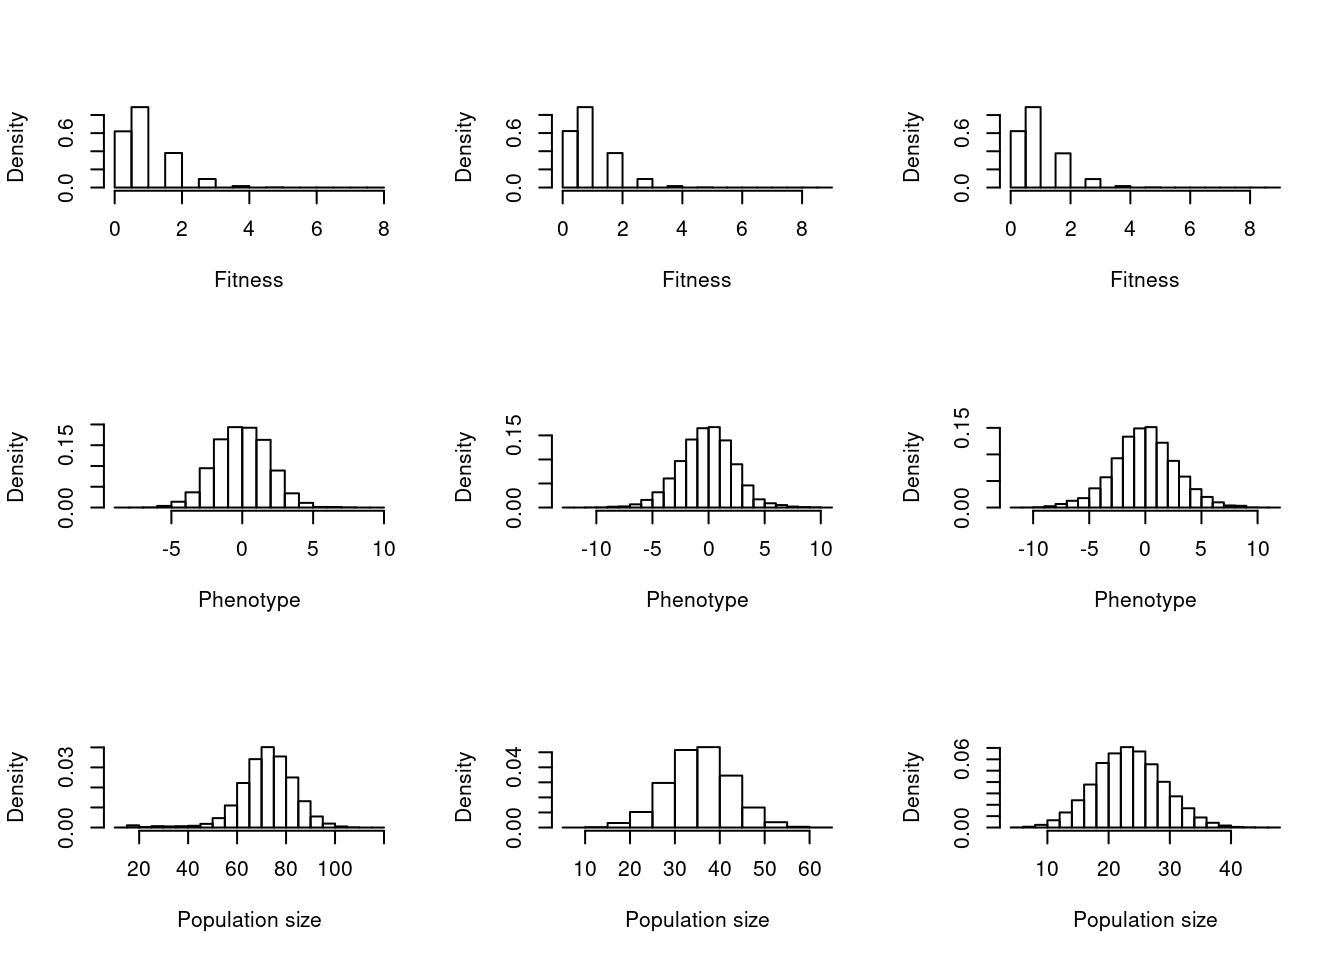 Density
0.0 0.6
0 2 4 6 8
Fitness
Density
0.0 0.6
0 2 4 6 8
Fitness
Density
0.0 0.6
0 2 4 6 8
Fitness
Density
0.00 0.15
-5 0 5 10
Phenotype
Density
0.00 0.15
-10 -5 0 5 10
Phenotype
Density
0.00 0.15
-10 -5 0 5 10
Phenotype
Density
0.00 0.03
20 40 60 80 100
Population size
Density
0.00 0.04
10 20 30 40 50 60
Population size
Density
0.00 0.06
10 20 30 40
Population size